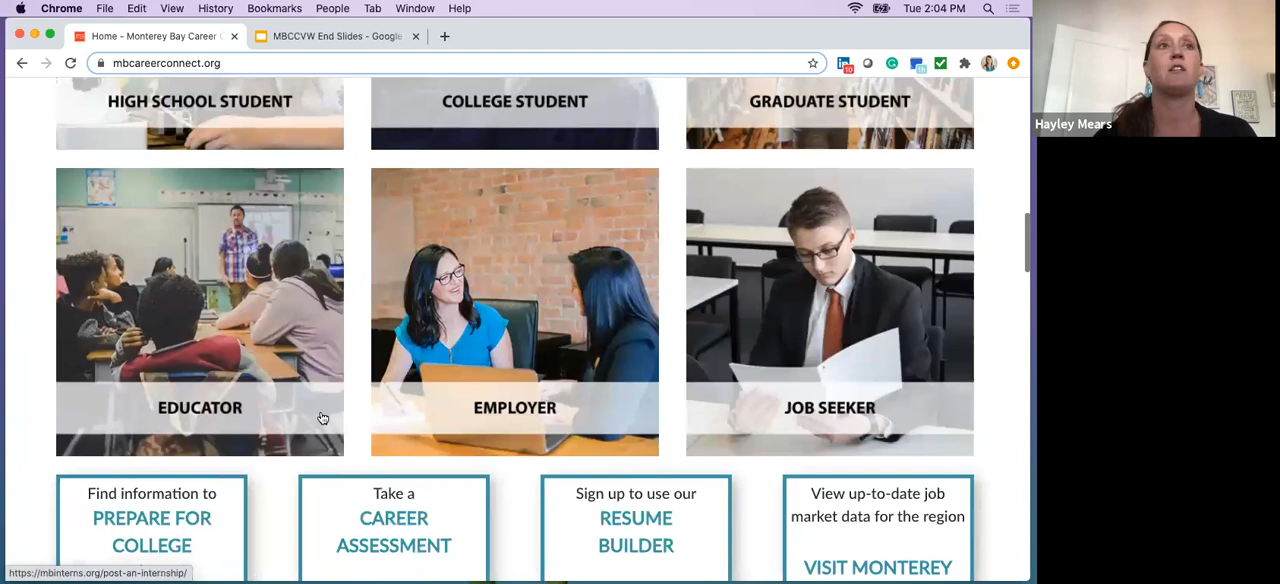 Chrome File Edit View History Bookmarks People Tab Window Help
Tue 2:04 PM
Home - Monterey Bay Career
MBCCVW End Slides - Google
mbcareerconnect.org
10
Hayley Mears
HIGH SCHOOL STUDENT
COLLEGE STUDENT
GRADUATE STUDENT
EDUCATOR
EMPLOYER
JOB SEEKER
Find information to
PREPARE FOR
COLLEGE
Take a
CAREER
ASSESSMENT
Sign up to use our
RESUME
BUILDER
View up-to-date job
market data for the region
VISIT MONTEREY
https://mbinterns.org/post-an-internship/